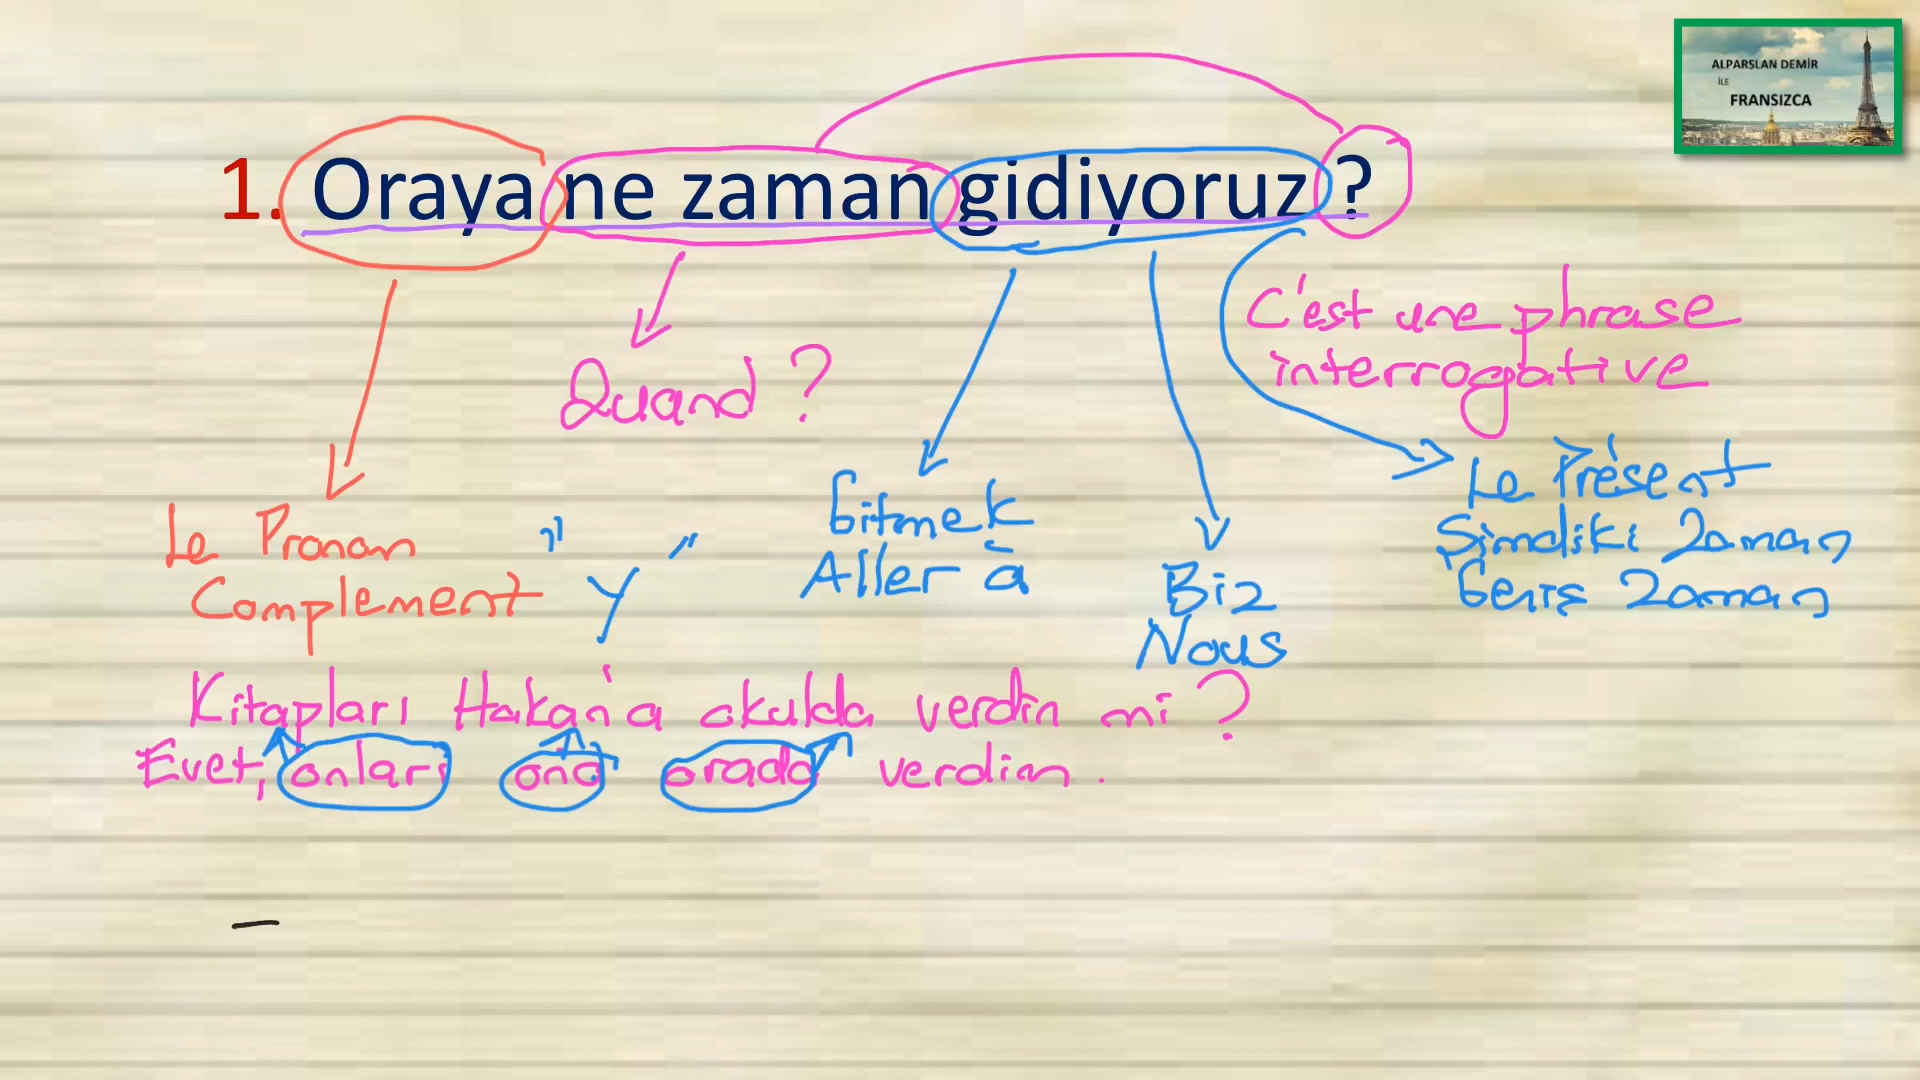 ALPARSLAN DEMİR
İLE
FRANSIZCA
1. Oraya ne zaman gidiyoruz ?
C'est une phrase
interrogative
Quand ?
Le Présent
Şimdiki Zaman
Geniş Zaman
Gitmek
Aller à
Biz
Nous
Le Pronom
Complement "Y"
Kitapları Hakan'a okulda verdin mi ?
Evet, onları ona orada verdim .